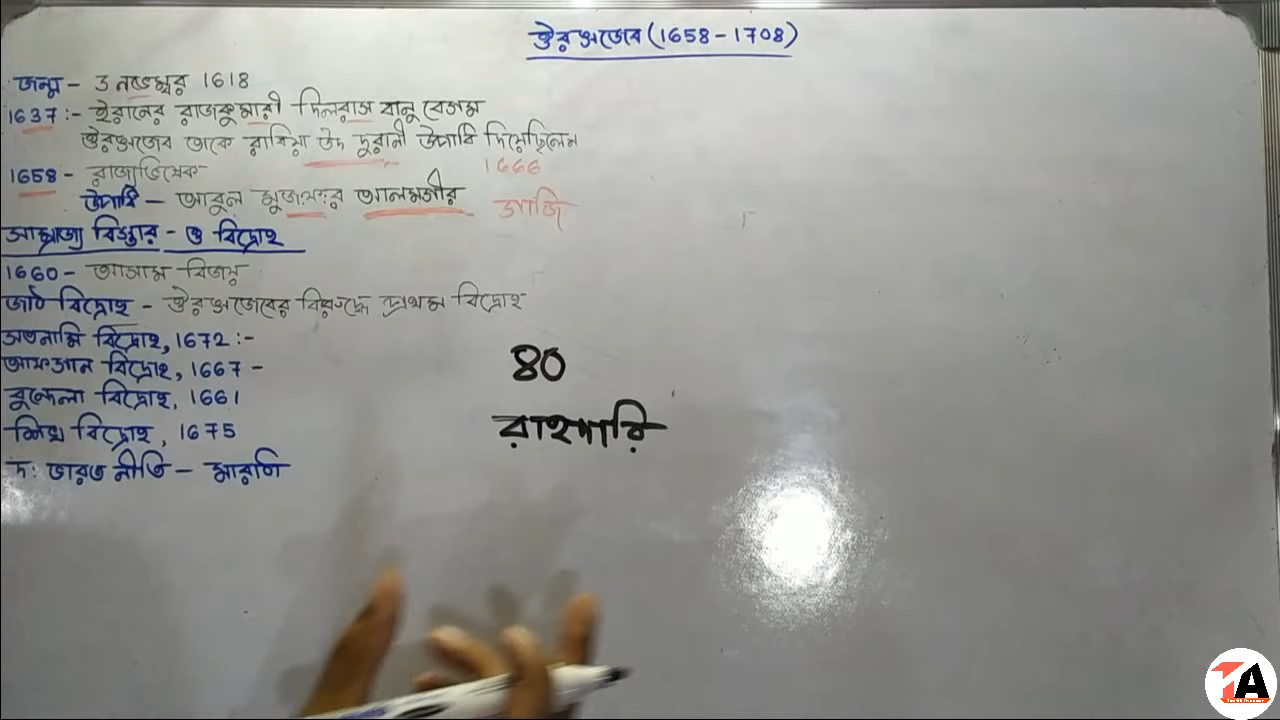 ঔরঙ্গজেব (1658 - 1708)
জন্ম - 3 নভেম্বর 1618
1637 :- ইরানের রাজকুমারী দিলরাস বানু বেগম
ঔরঙ্গজেব তাকে রাবিয়া উদ দুরানী উপাধি দিয়েছিলেন
1658 - রাজ্যাভিষেক 1666
উপাধি - আবুল মুজাফ্ফর আলমগীর গাজি
সাম্রাজ্য বিস্তার - ও বিদ্রোহ
1660 - আসাম বিজয়
জাঠ বিদ্রোহ - ঔরঙ্গজেবের বিরুদ্ধে প্রথম বিদ্রোহ
সতনামি বিদ্রোহ, 1672 :-
আফগান বিদ্রোহ, 1667 -
বুন্দেলা বিদ্রোহ, 1661
শিখ বিদ্রোহ, 1675
দ: ভারত নীতি -
80
রাহদারি
TA